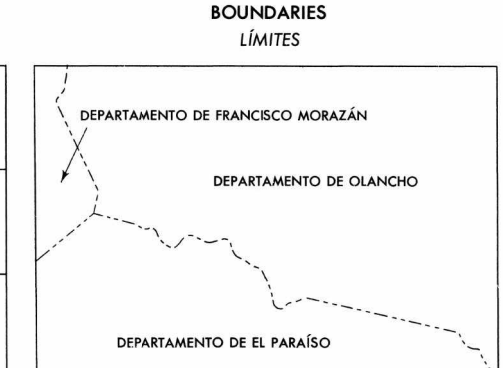 BOUNDARIES
LÍMITES
DEPARTAMENTO DE FRANCISCO MORAZÁN
DEPARTAMENTO DE OLANCHO
DEPARTAMENTO DE EL PARAÍSO